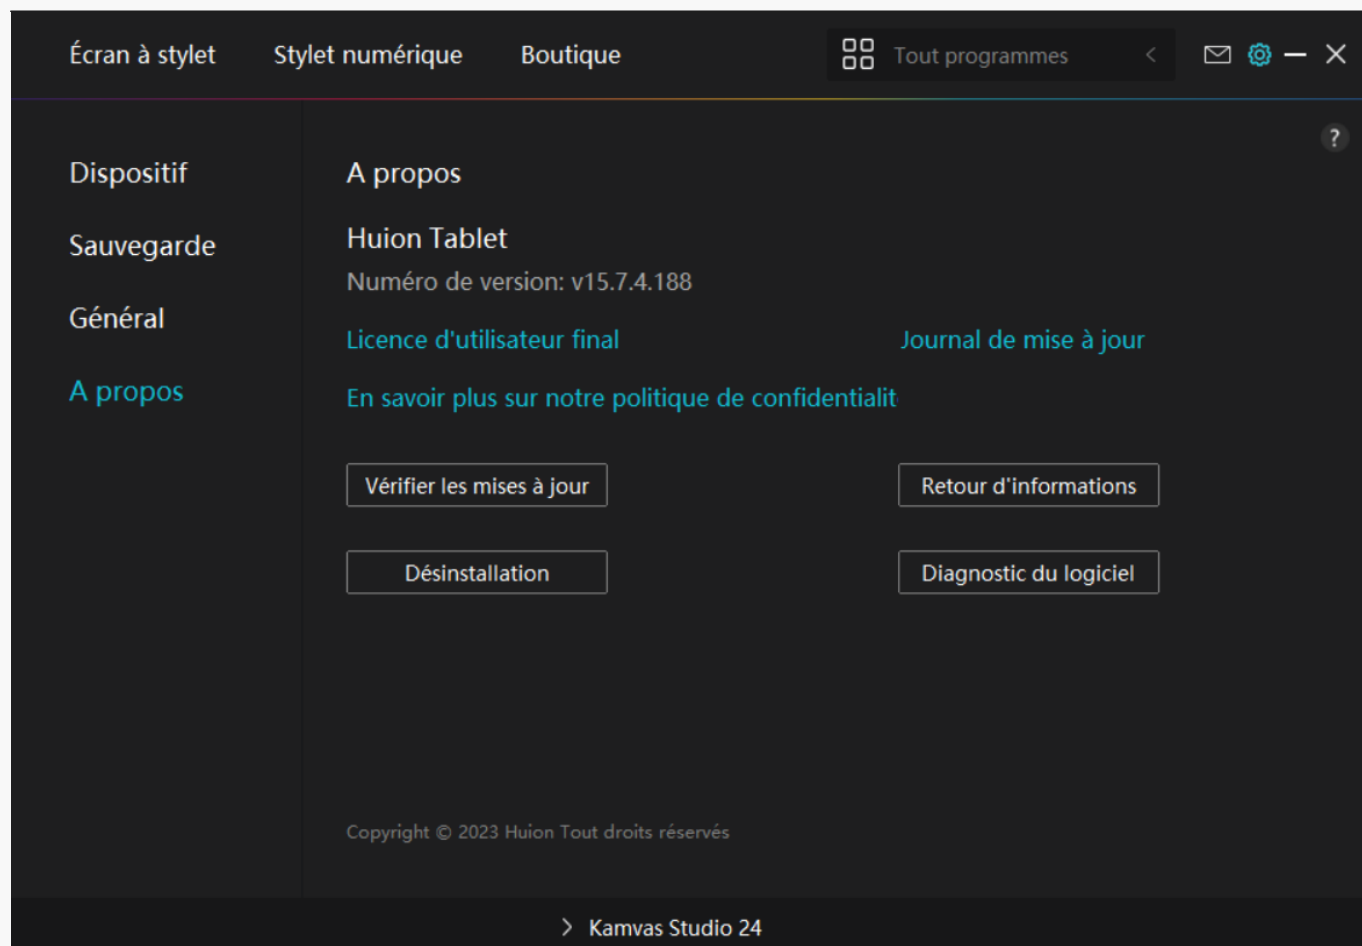 Écran à stylet Stylet numérique Boutique Tout programmes
?
Dispositif
Sauvegarde
Général
A propos
A propos
Huion Tablet
Numéro de version: v15.7.4.188
Licence d'utilisateur final Journal de mise à jour
En savoir plus sur notre politique de confidentialit
Vérifier les mises à jour Retour d'informations
Désinstallation Diagnostic du logiciel
Copyright © 2023 Huion Tout droits réservés
Kamvas Studio 24